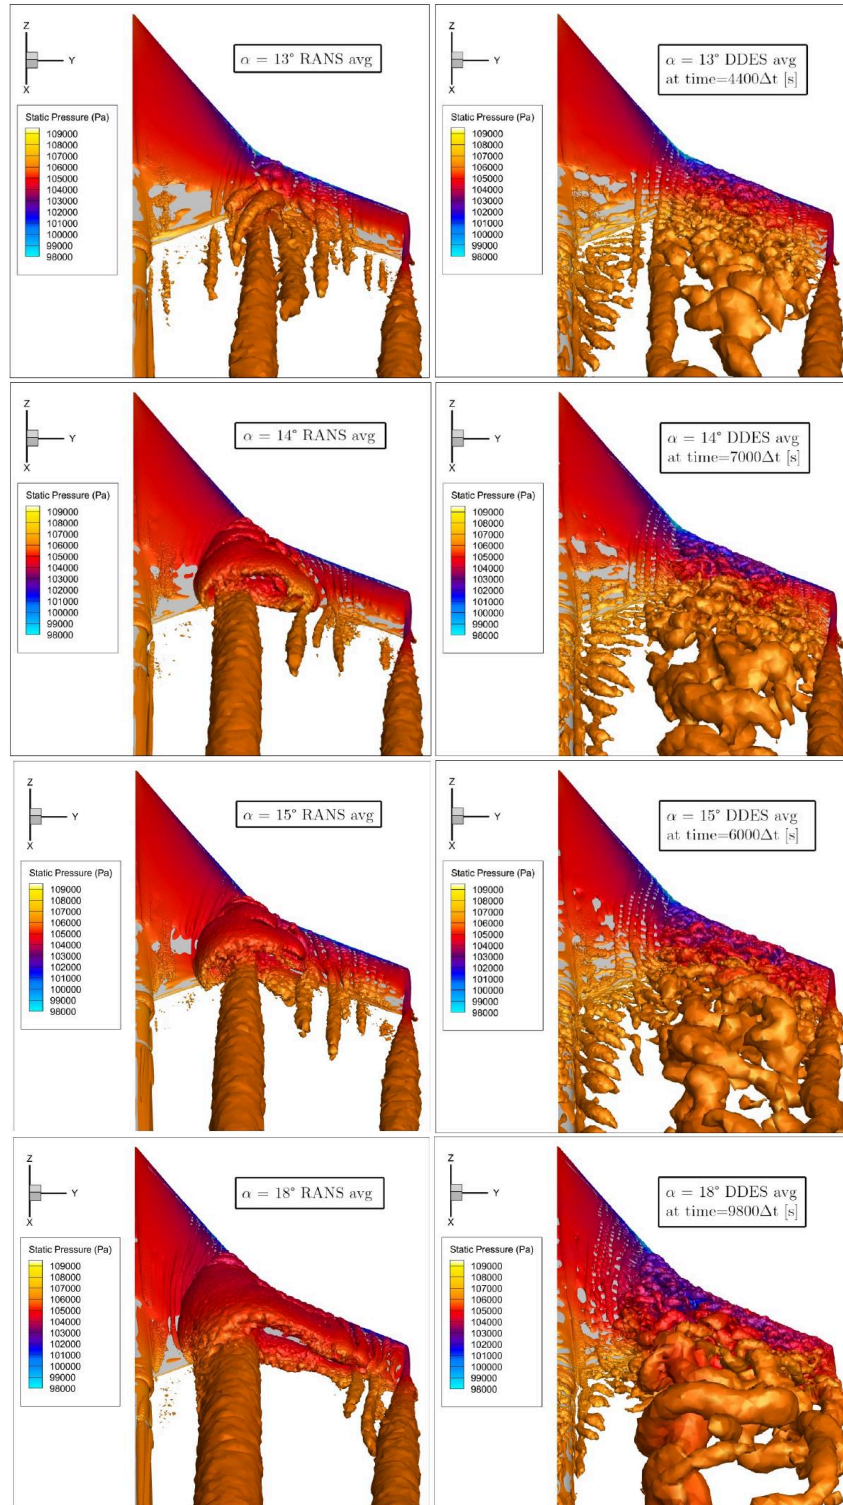 Z
Y
X
α = 13° RANS avg
Static Pressure (Pa)
109000
108000
107000
106000
105000
104000
103000
102000
101000
100000
99000
98000
Z
Y
X
α = 13° DDES avg
at time=4400Δt [s]
Static Pressure (Pa)
109000
108000
107000
106000
105000
104000
103000
102000
101000
100000
99000
98000
Z
Y
X
α = 14° RANS avg
Static Pressure (Pa)
109000
108000
107000
106000
105000
104000
103000
102000
101000
100000
99000
98000
Z
Y
X
α = 14° DDES avg
at time=7000Δt [s]
Static Pressure (Pa)
109000
108000
107000
106000
105000
104000
103000
102000
101000
100000
99000
98000
Z
Y
X
α = 15° RANS avg
Static Pressure (Pa)
109000
108000
107000
106000
105000
104000
103000
102000
101000
100000
99000
98000
Z
Y
X
α = 15° DDES avg
at time=6000Δt [s]
Static Pressure (Pa)
109000
108000
107000
106000
105000
104000
103000
102000
101000
100000
99000
98000
Z
Y
X
α = 18° RANS avg
Static Pressure (Pa)
109000
108000
107000
106000
105000
104000
103000
102000
101000
100000
99000
98000
Z
Y
X
α = 18° DDES avg
at time=9800Δt [s]
Static Pressure (Pa)
109000
108000
107000
106000
105000
104000
103000
102000
101000
100000
99000
98000